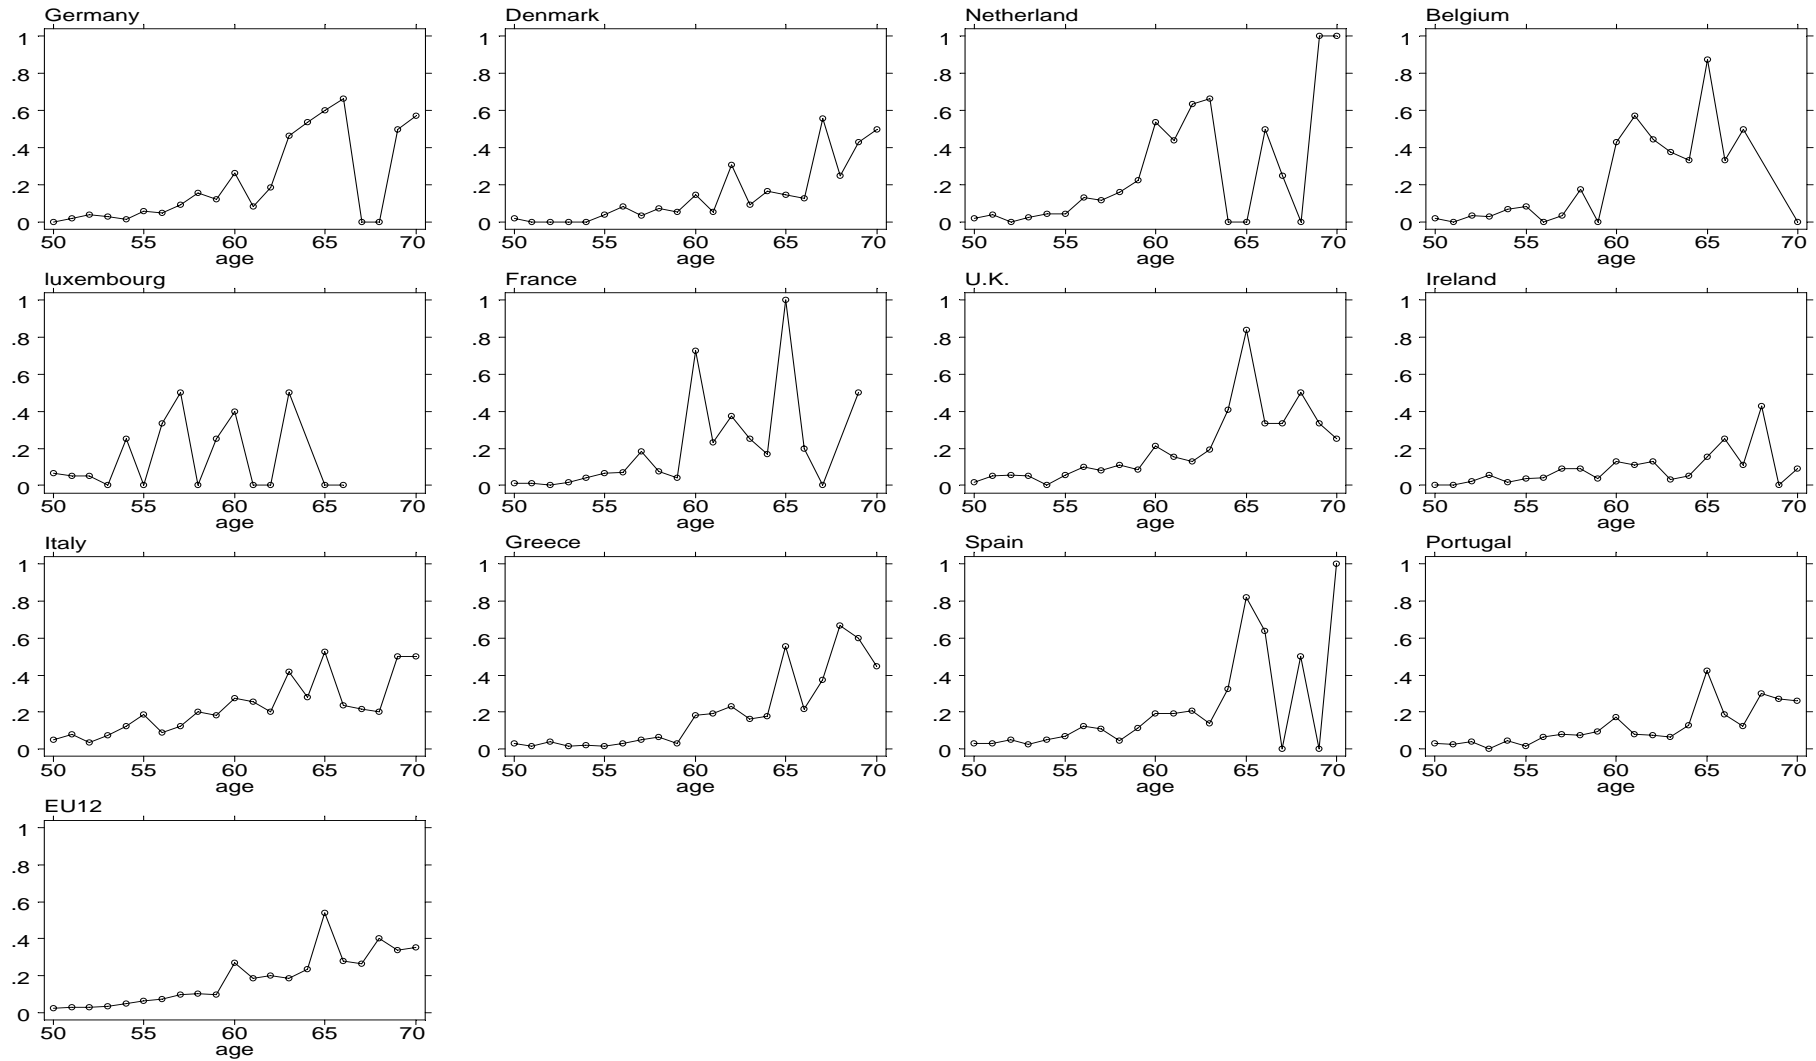 Germany
Denmark
Netherland
Belgium
1
.8
.6
.4
.2
0
50 55 60 65 70
age
1
.8
.6
.4
.2
0
50 55 60 65 70
age
1
.8
.6
.4
.2
0
50 55 60 65 70
age
1
.8
.6
.4
.2
0
50 55 60 65 70
age
luxembourg
France
U.K.
Ireland
1
.8
.6
.4
.2
0
50 55 60 65 70
age
1
.8
.6
.4
.2
0
50 55 60 65 70
age
1
.8
.6
.4
.2
0
50 55 60 65 70
age
1
.8
.6
.4
.2
0
50 55 60 65 70
age
Italy
Greece
Spain
Portugal
1
.8
.6
.4
.2
0
50 55 60 65 70
age
1
.8
.6
.4
.2
0
50 55 60 65 70
age
1
.8
.6
.4
.2
0
50 55 60 65 70
age
1
.8
.6
.4
.2
0
50 55 60 65 70
age
EU12
1
.8
.6
.4
.2
0
50 55 60 65 70
age